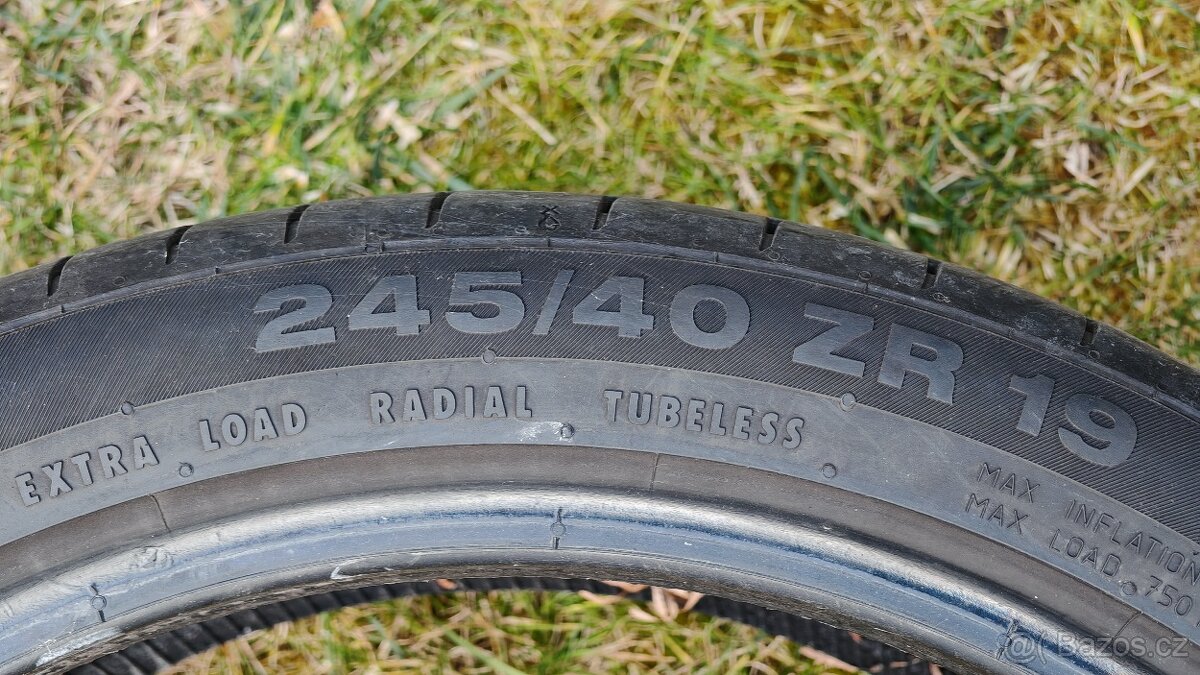 245/40 ZR 19
EXTRA LOAD RADIAL TUBELESS
MAX INFLATION
MAX LOAD 750
Bazos.cz